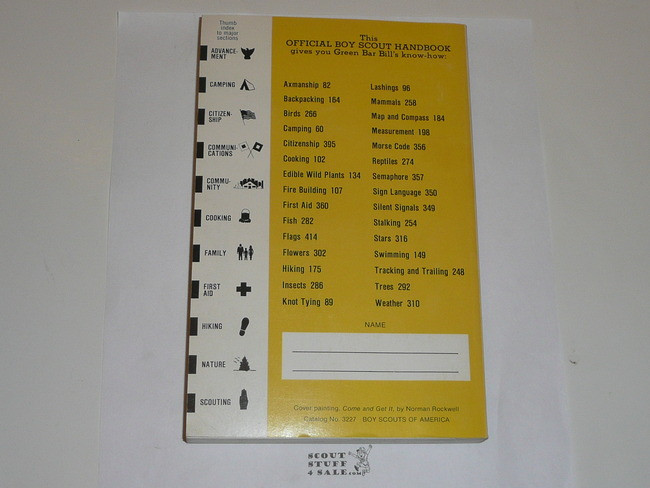 Thumb
index
to major
sections
ADVANCE-
MENT
CAMPING
CITIZEN-
SHIP
COMMUNI-
CATIONS
COMMU-
NITY
COOKING
FAMILY
FIRST
AID
HIKING
NATURE
SCOUTING
This
OFFICIAL BOY SCOUT HANDBOOK
gives you Green Bar Bill's know-how:
Axmanship 82
Backpacking 164
Birds 266
Camping 60
Citizenship 395
Cooking 102
Edible Wild Plants 134
Fire Building 107
First Aid 360
Fish 282
Flags 414
Flowers 302
Hiking 175
Insects 286
Knot Tying 89
Lashings 96
Mammals 258
Map and Compass 184
Measurement 198
Morse Code 356
Reptiles 274
Semaphore 357
Sign Language 350
Silent Signals 349
Stalking 254
Stars 316
Swimming 149
Tracking and Trailing 248
Trees 292
Weather 310
NAME
Cover painting, Come and Get It, by Norman Rockwell
Catalog No. 3227 BOY SCOUTS OF AMERICA
SCOUT
STUFF
4 SALE.com